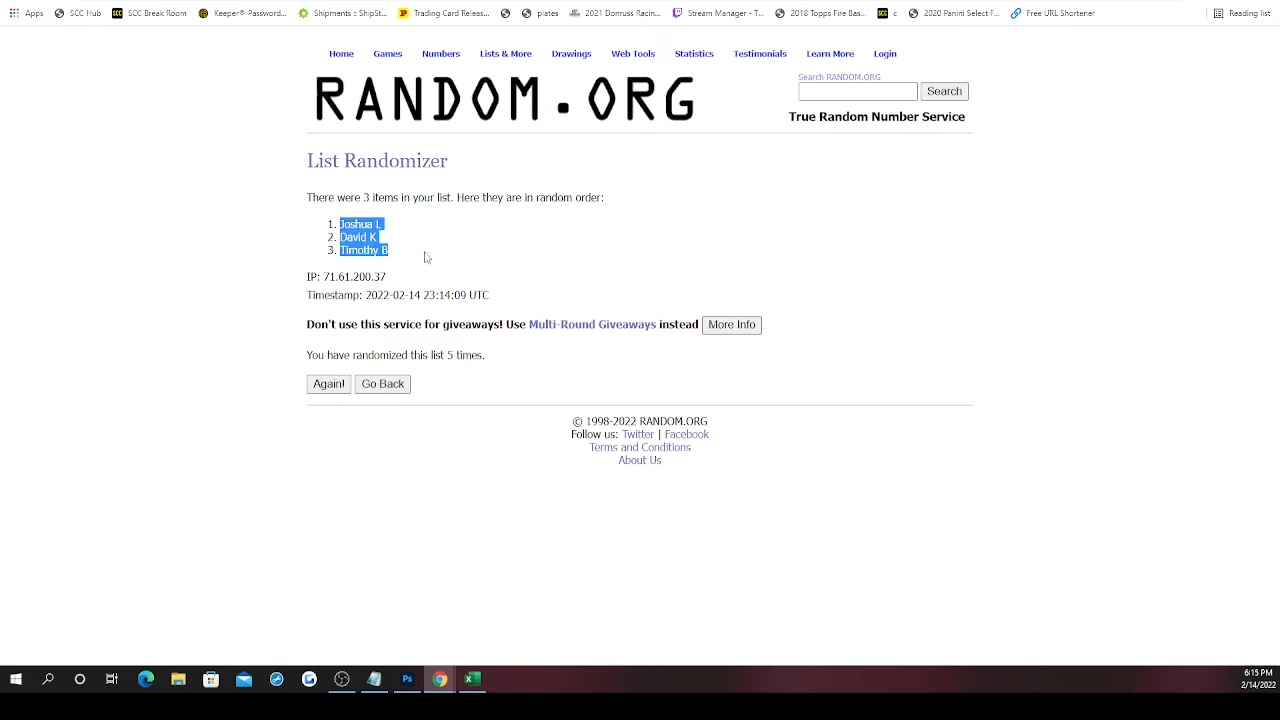 Apps SCC Hub SCC Break Room Keeper® Password... Shipments :: ShipSt... Trading Card Releas... plates 2021 Donruss Racin... Stream Manager - T... 2018 Topps Fire Bas... c 2020 Panini Select F... Free URL Shortener Reading list
Home Games Numbers Lists & More Drawings Web Tools Statistics Testimonials Learn More Login
RANDOM.ORG
Search RANDOM.ORG
Search
True Random Number Service
List Randomizer
There were 3 items in your list. Here they are in random order:
1. Joshua L
2. David K
3. Timothy B
IP: 71.61.200.37
Timestamp: 2022-02-14 23:14:09 UTC
Don't use this service for giveaways! Use Multi-Round Giveaways instead More Info
You have randomized this list 5 times.
Again! Go Back
© 1998-2022 RANDOM.ORG
Follow us: Twitter | Facebook
Terms and Conditions
About Us
6:15 PM
2/14/2022